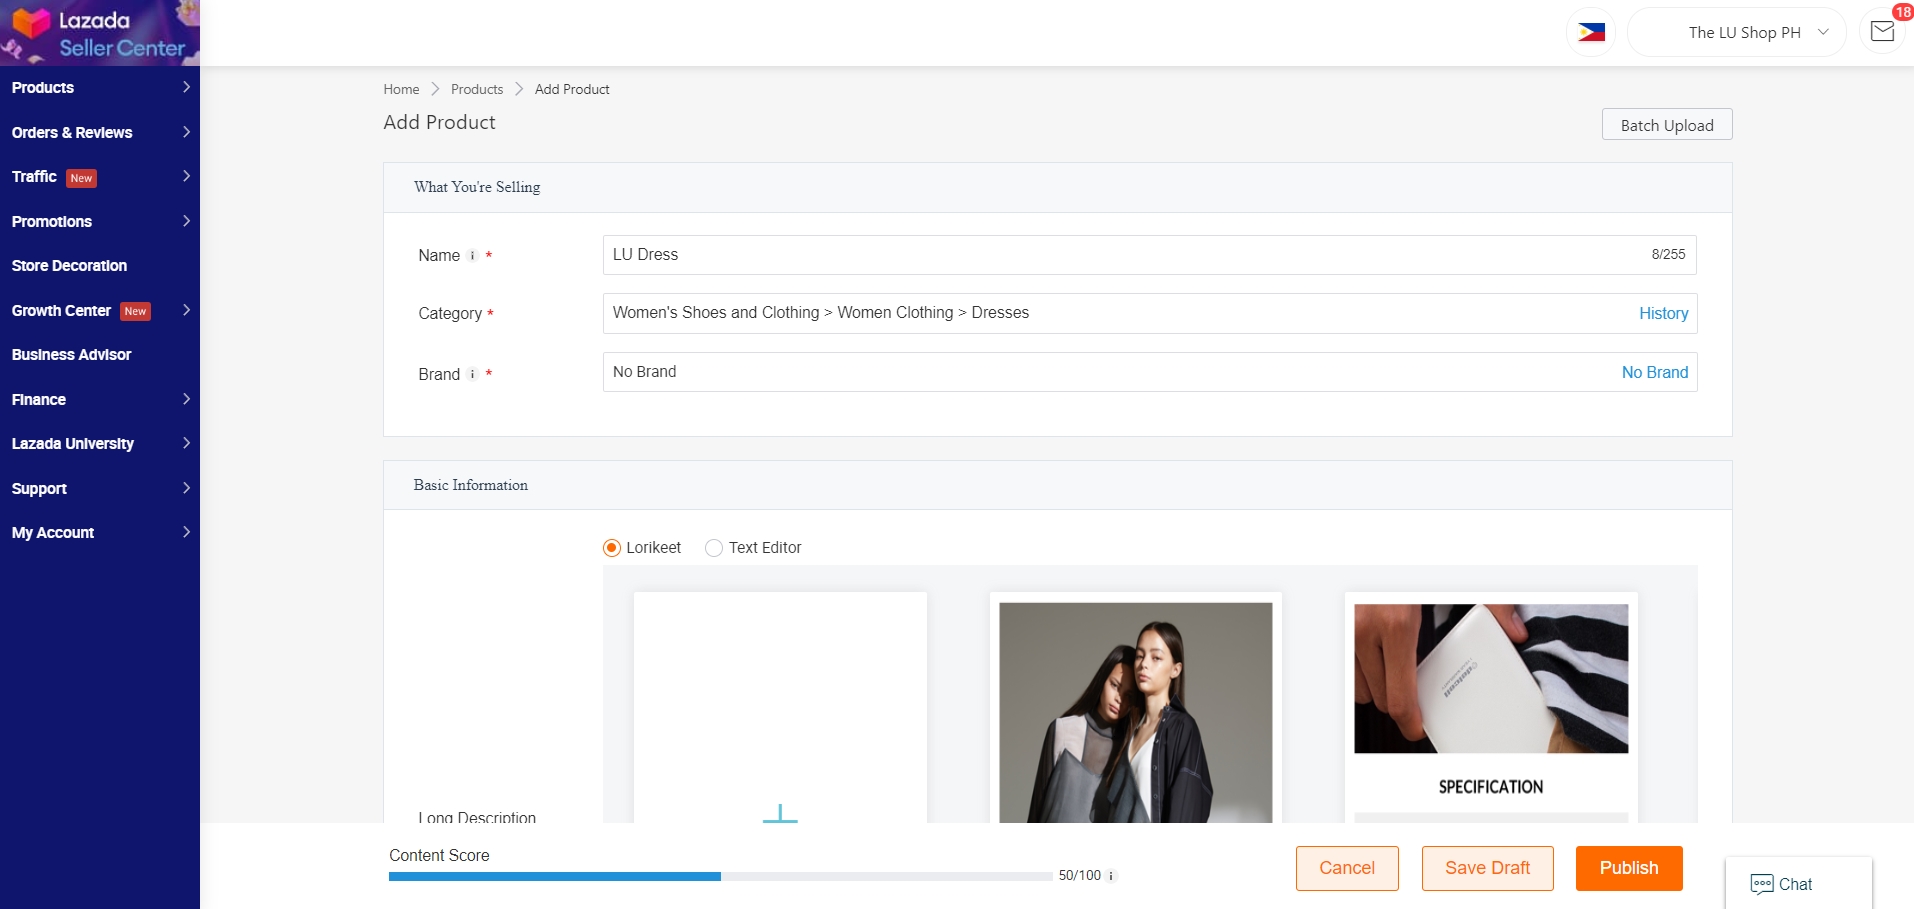 Lazada
Seller Center
The LU Shop PH
18
Products
Orders & Reviews
Traffic New
Promotions
Store Decoration
Growth Center New
Business Advisor
Finance
Lazada University
Support
My Account
Home > Products > Add Product
Add Product
Batch Upload
What You're Selling
Name i *
LU Dress
8/255
Category *
Women's Shoes and Clothing > Women Clothing > Dresses
History
Brand i *
No Brand
No Brand
Basic Information
Lorikeet
Text Editor
SPECIFICATION
Long Description
Content Score
50/100 i
Cancel
Save Draft
Publish
Chat